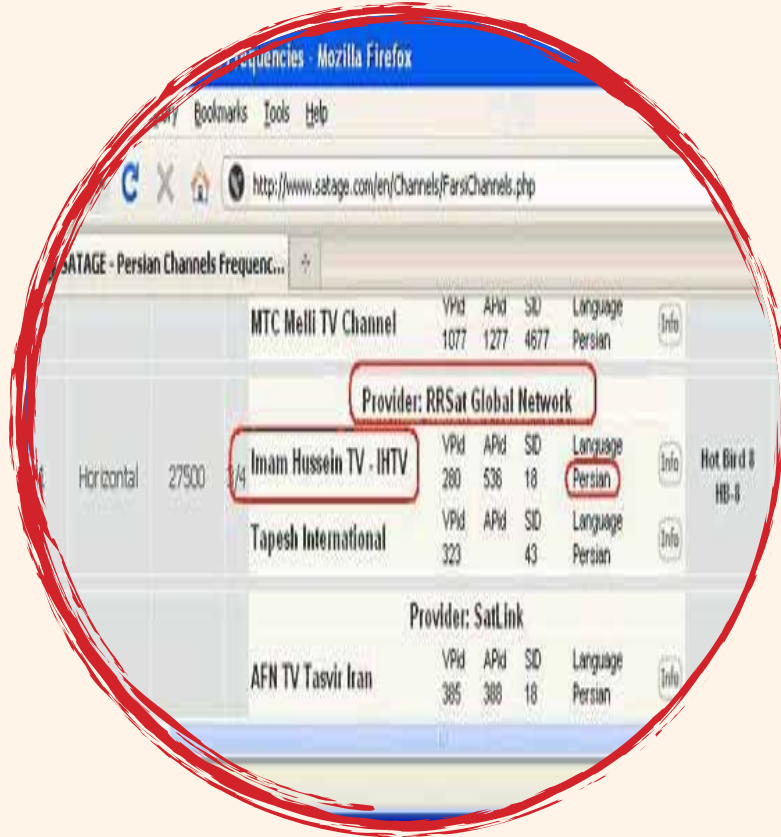 requencies - Mozilla Firefox
ry Bookmarks Tools Help
http://www.satage.com/en/Channels/FarsiChannels.php
SATAGE - Persian Channels Frequenc...
MTC Melli TV Channel VPid APid SID Language Info
1077 1277 4677 Persian
Provider: RRSat Global Network
Horizontal 27500 3/4 Imam Hussein TV - IHTV VPid APid SID Language Info Hot Bird 8
280 536 18 Persian HB-8
Tapesh International VPid APid SID Language Info
323 43 Persian
Provider: SatLink
AFN TV Tasvir Iran VPid APid SID Language Info
385 388 18 Persian